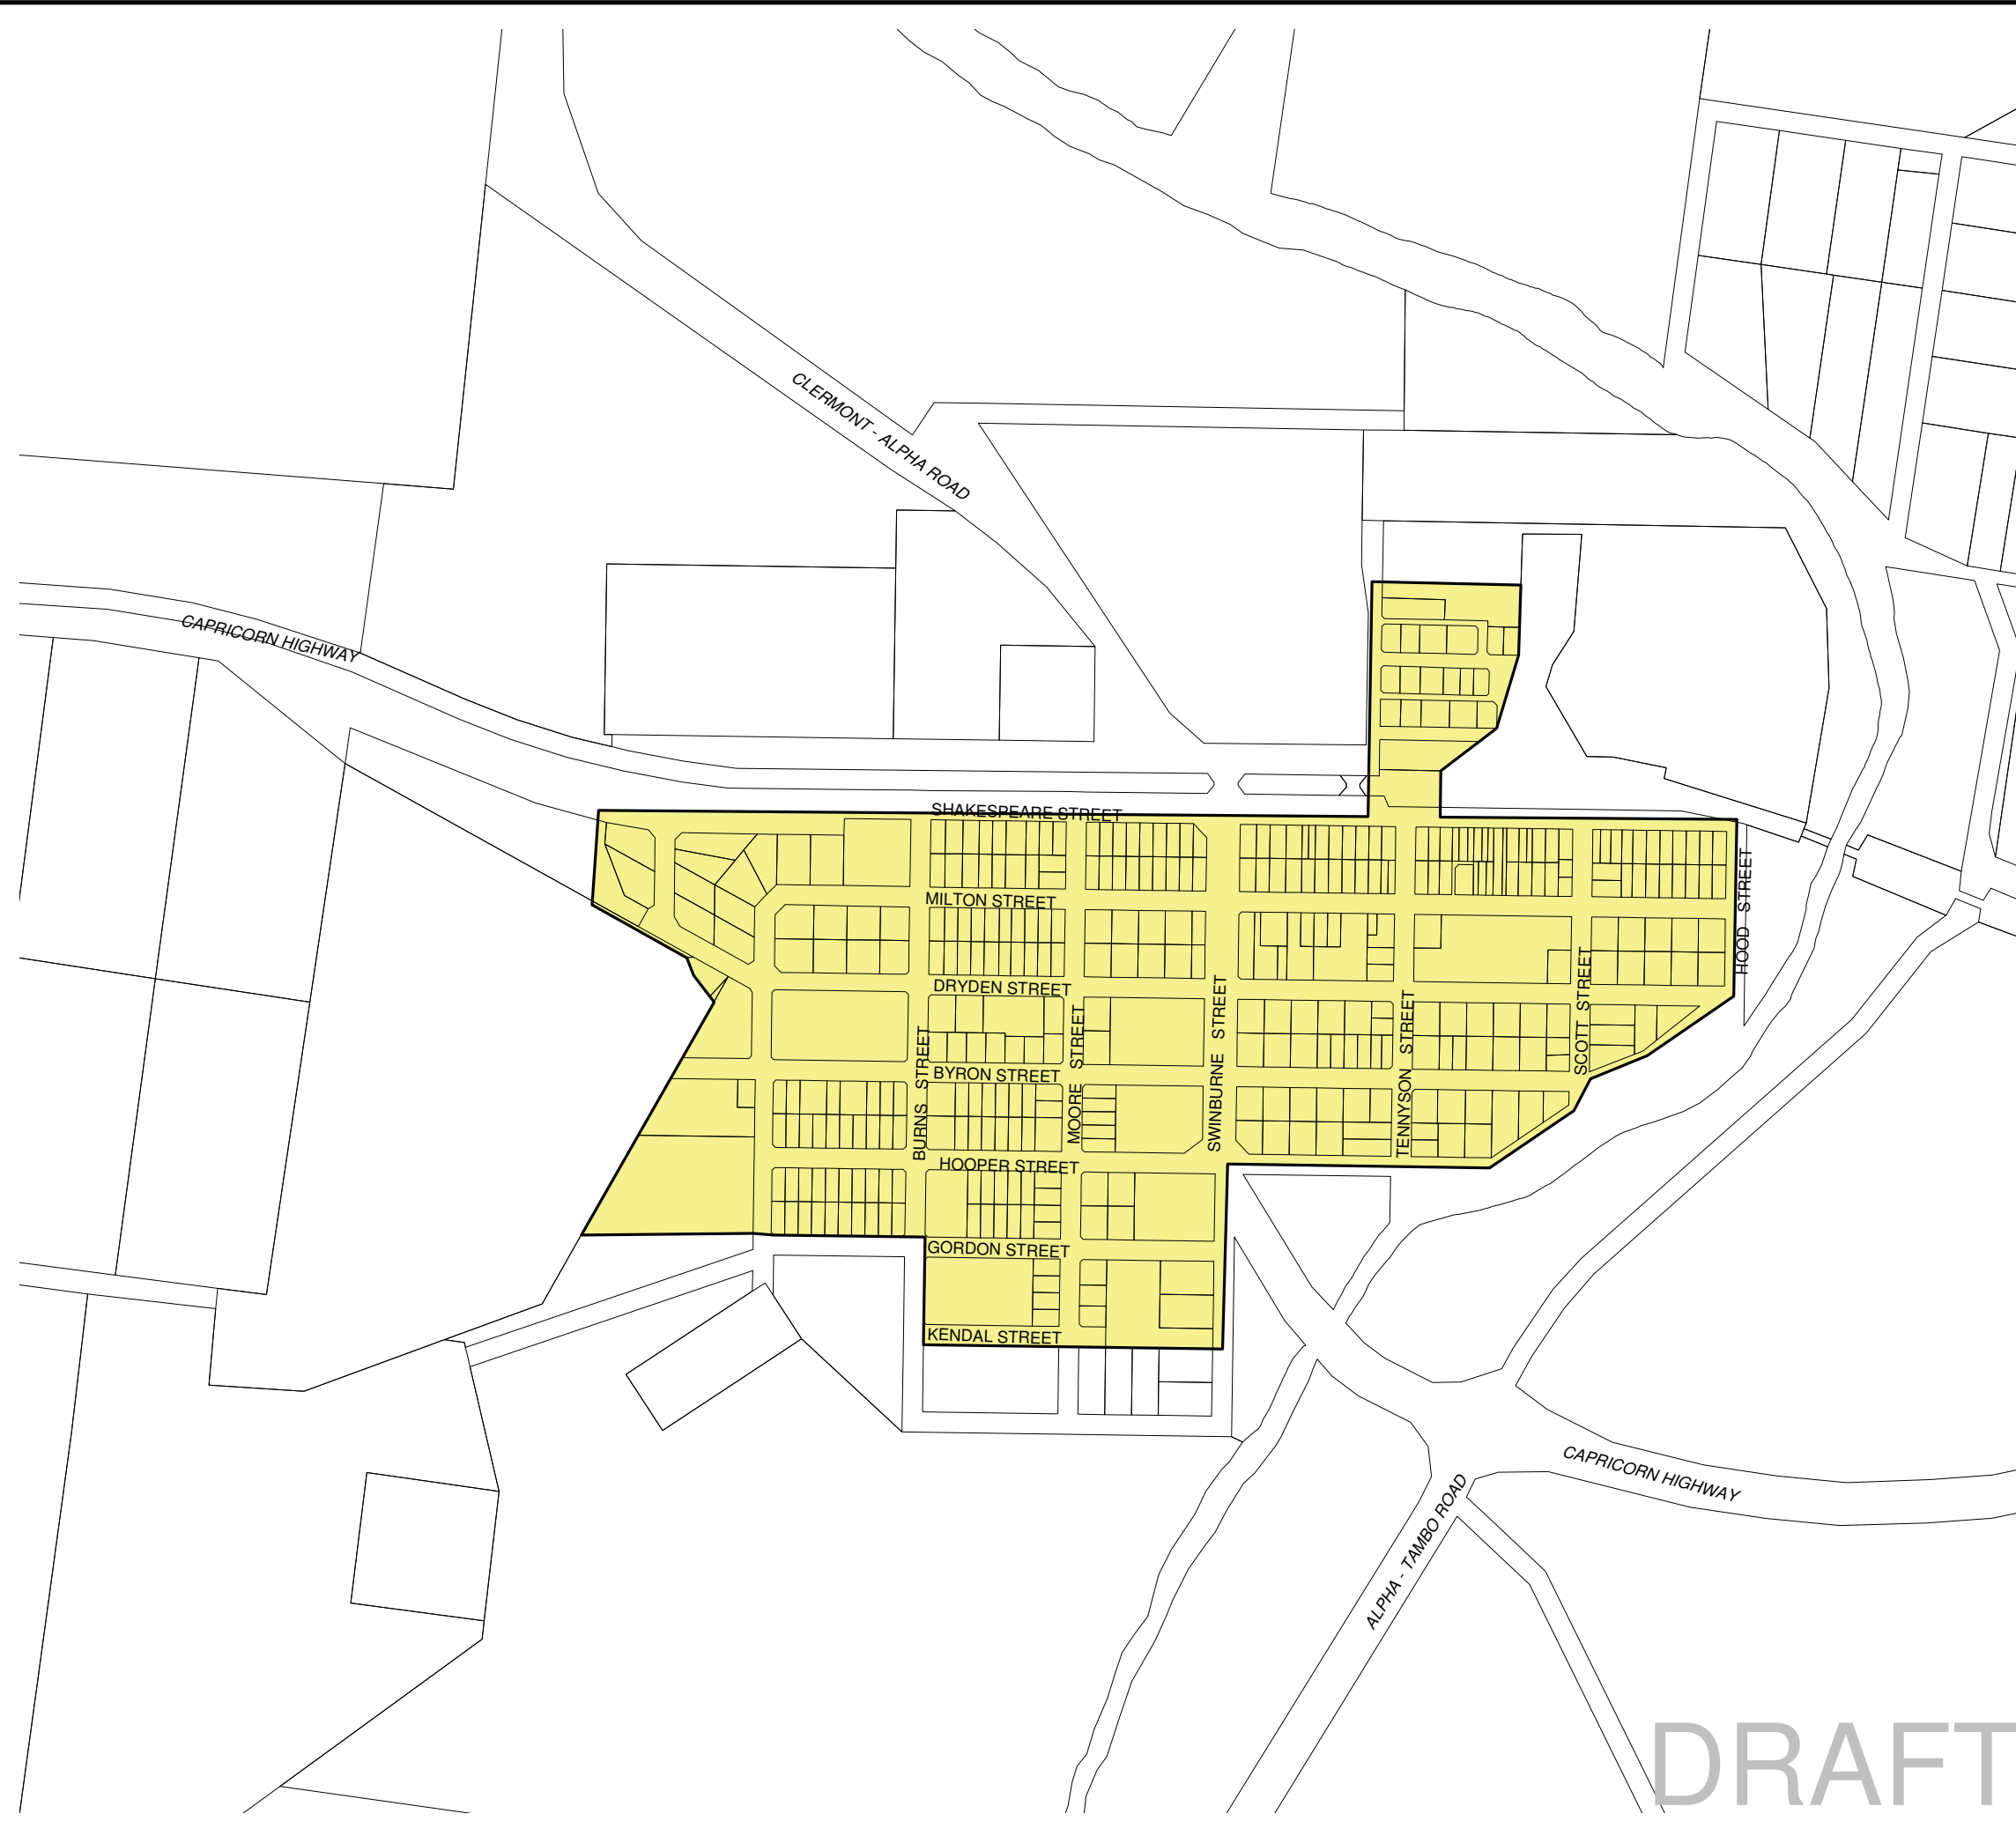 CLERMONT - ALPHA ROAD
CAPRICORN HIGHWAY
SHAKESPEARE STREET
MILTON STREET
HOOD STREET
DRYDEN STREET
BURNS STREET
MOORE STREET
SWINBURNE STREET
TENNYSON STREET
SCOTT STREET
BYRON STREET
HOOPER STREET
GORDON STREET
KENDAL STREET
CAPRICORN HIGHWAY
ALPHA - TAMBO ROAD
DRAFT